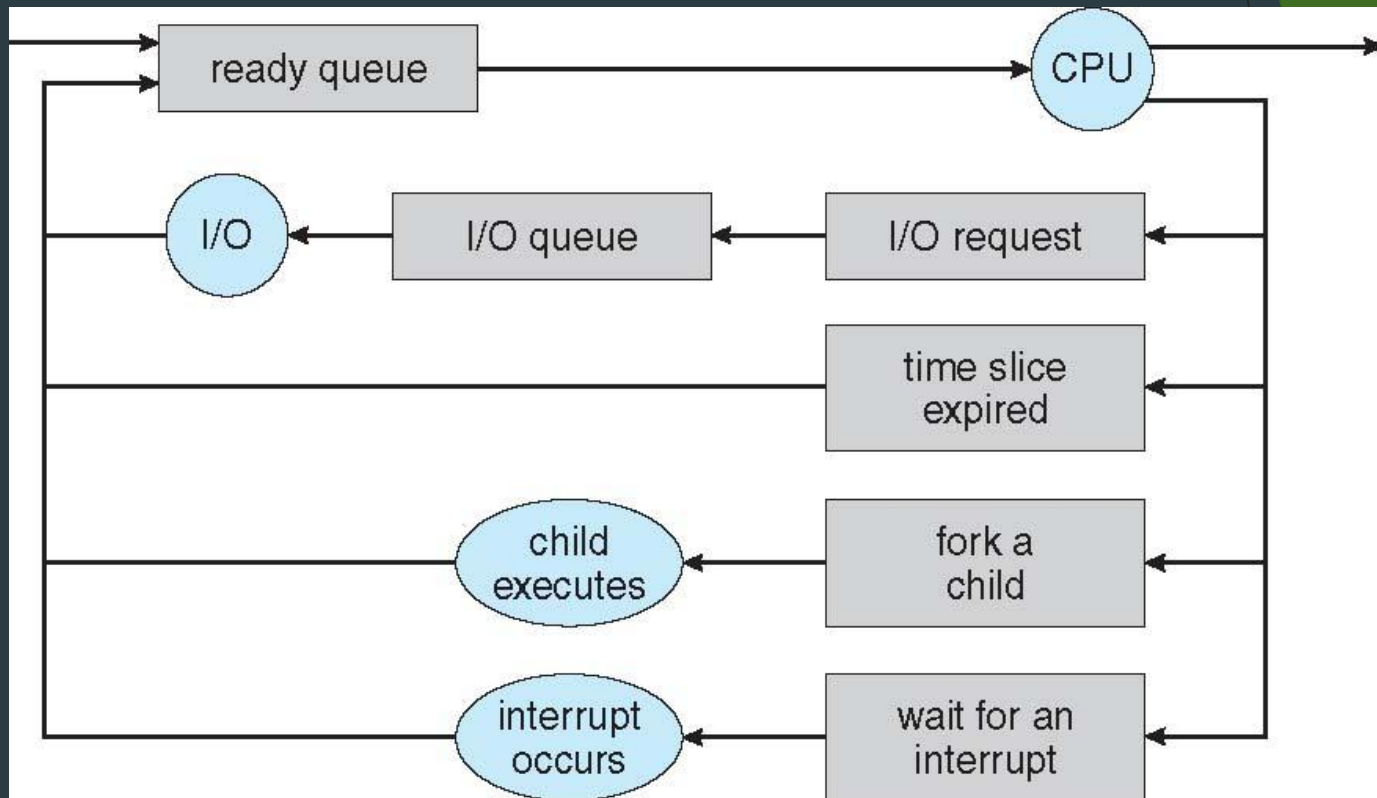 ready queue
CPU
I/O
I/O queue
I/O request
time slice
expired
child
executes
fork a
child
interrupt
occurs
wait for an
interrupt